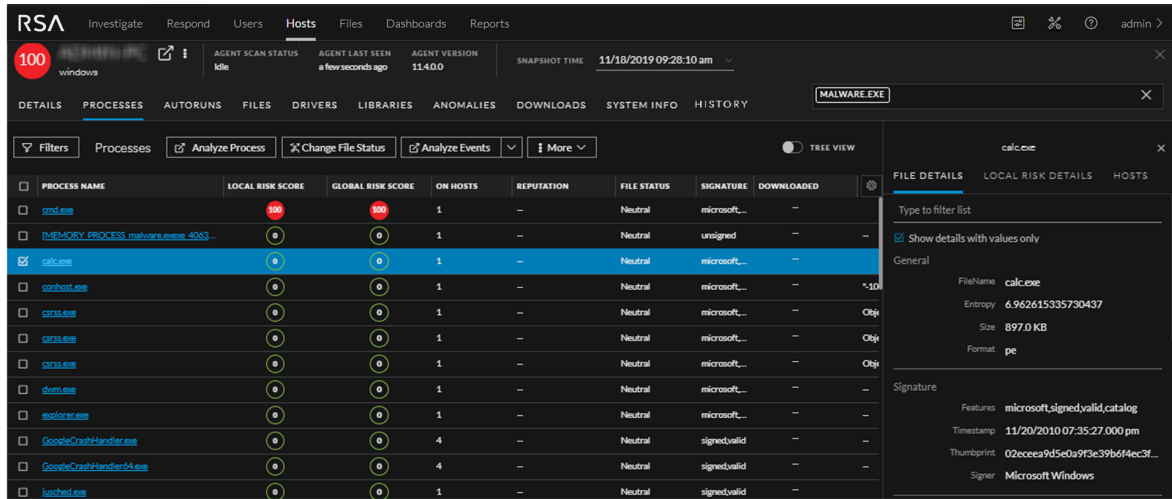 RSA Investigate Respond Users Hosts Files Dashboards Reports admin >
100 windows
AGENT SCAN STATUS AGENT LAST SEEN AGENT VERSION SNAPSHOT TIME 11/18/2019 09:28:10 am
Idle a few seconds ago 11.4.0.0
DETAILS PROCESSES AUTORUNS FILES DRIVERS LIBRARIES ANOMALIES DOWNLOADS SYSTEM INFO HISTORY
MALWARE.EXE
Filters Processes Analyze Process Change File Status Analyze Events More TREE VIEW
PROCESS NAME LOCAL RISK SCORE GLOBAL RISK SCORE ON HOSTS REPUTATION FILE STATUS SIGNATURE DOWNLOADED
cmd.exe 100 100 1 -- Neutral microsoft,... --
[MEMORY_PROCESS_malware.exexe_4063... 0 0 1 -- Neutral unsigned -- --
calc.exe 0 0 1 -- Neutral microsoft,... --
conhost.exe 0 0 1 -- Neutral microsoft,... -- "-10
csrss.exe 0 0 1 -- Neutral microsoft,... -- Obje
csrss.exe 0 0 1 -- Neutral microsoft,... -- Obje
csrss.exe 0 0 1 -- Neutral microsoft,... -- Obje
dwm.exe 0 0 1 -- Neutral microsoft,... -- --
explorer.exe 0 0 1 -- Neutral microsoft,... -- --
GoogleCrashHandler.exe 0 0 4 -- Neutral signed,valid -- --
GoogleCrashHandler64.exe 0 0 4 -- Neutral signed,valid -- --
jusched.exe 0 0 1 -- Neutral signed,valid -- --
calc.exe
FILE DETAILS LOCAL RISK DETAILS HOSTS
Type to filter list
Show details with values only
General
FileName calc.exe
Entropy 6.962615335730437
Size 897.0 KB
Format pe
Signature
Features microsoft,signed,valid,catalog
Timestamp 11/20/2010 07:35:27.000 pm
Thumbprint 02eceea9d5e0a9f3e39b6f4ec3f...
Signer Microsoft Windows